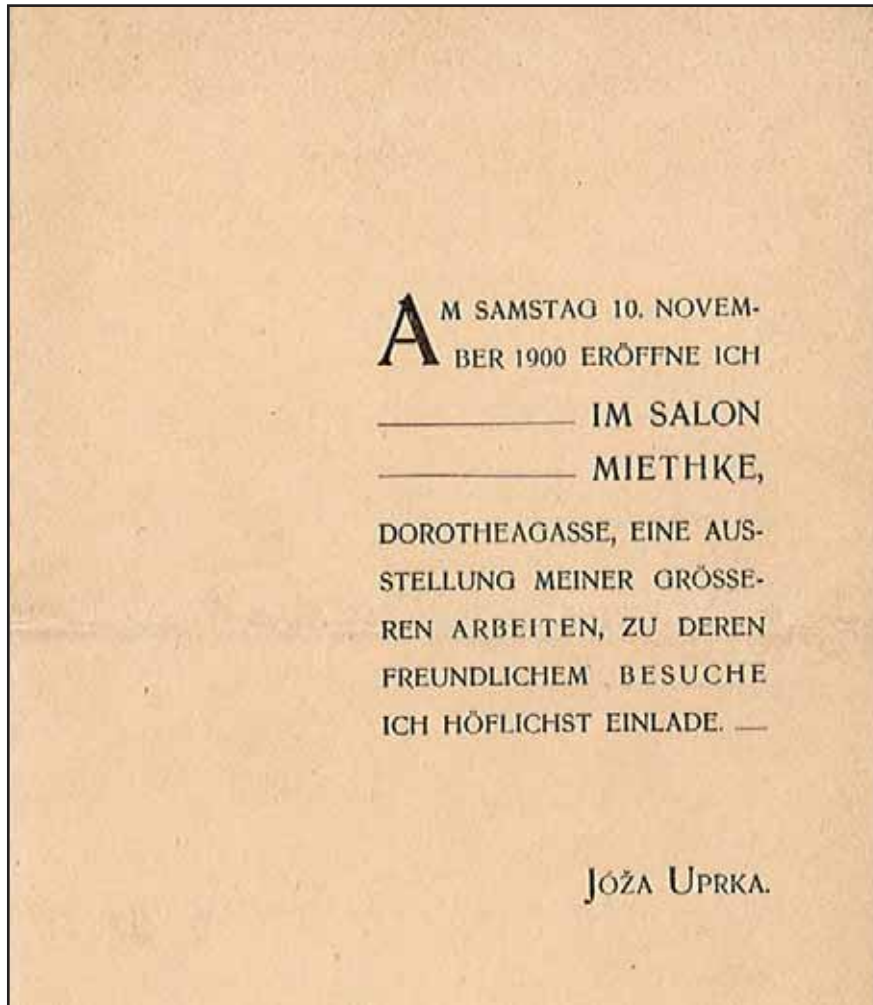 AM SAMSTAG 10. NOVEM-
BER 1900 ERÖFFNE ICH
IM SALON
MIETHKE,
DOROTHEAGASSE, EINE AUS-
STELLUNG MEINER GRÖSSE-
REN ARBEITEN, ZU DEREN
FREUNDLICHEM BESUCHE
ICH HÖFLICHST EINLADE.
JÓŽA UPRKA.